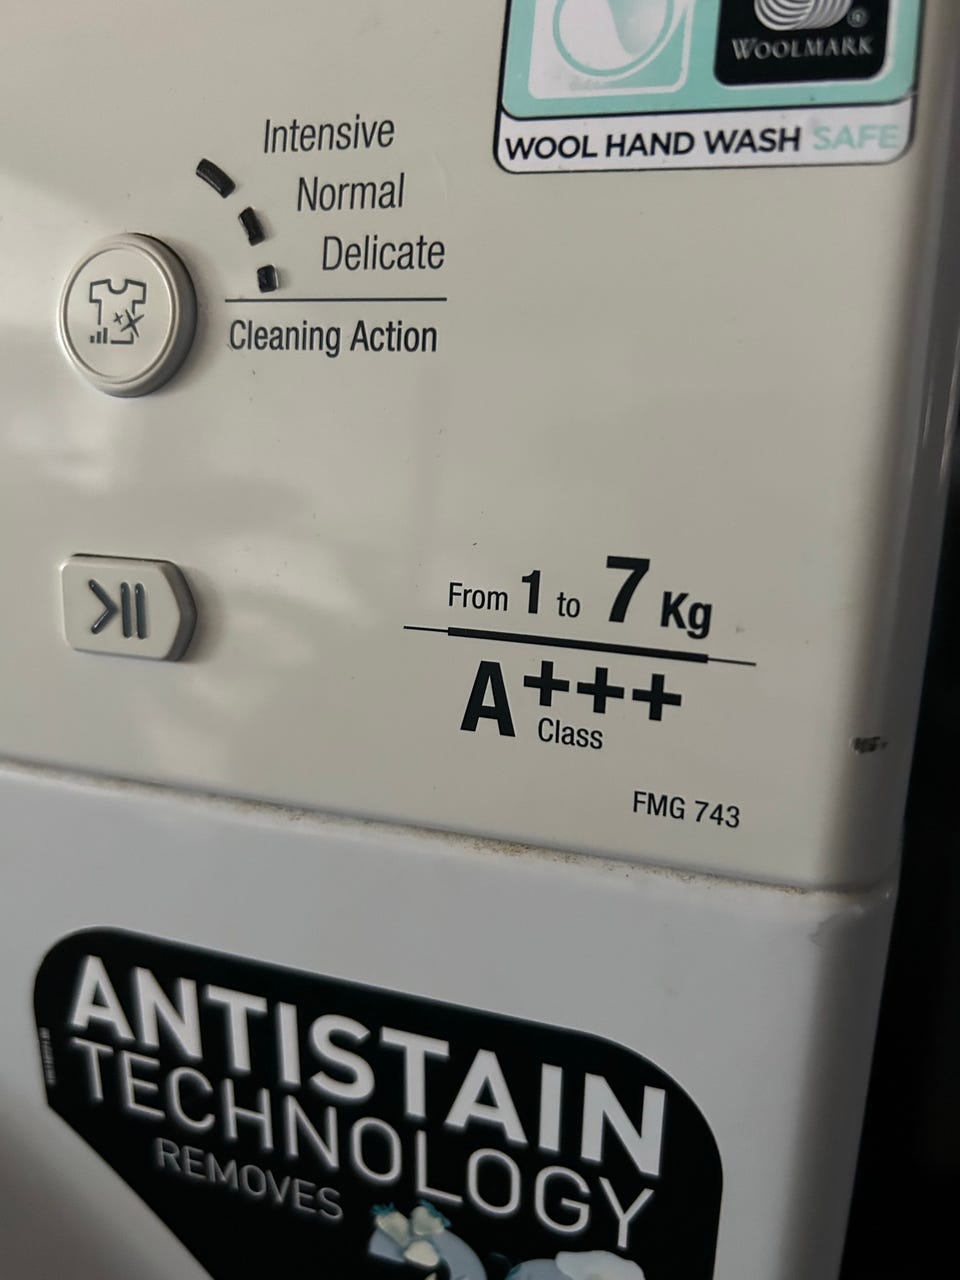 WOOLMARK
WOOL HAND WASH SAFE
Intensive
Normal
Delicate
Cleaning Action
From 1 to 7 Kg
A+++
Class
FMG 743
ANTISTAIN
TECHNOLOGY
REMOVES